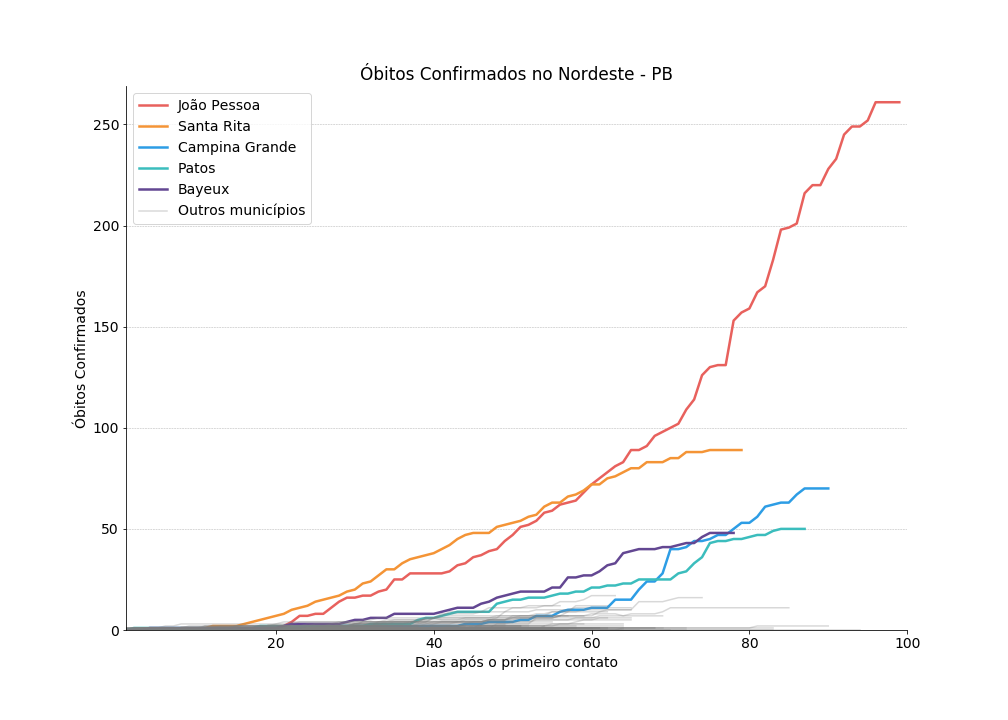 Óbitos Confirmados no Nordeste - PB
João Pessoa
Santa Rita
Campina Grande
Patos
Bayeux
Outros municípios
250
200
150
100
50
0
Óbitos Confirmados
20
40
60
80
100
Dias após o primeiro contato